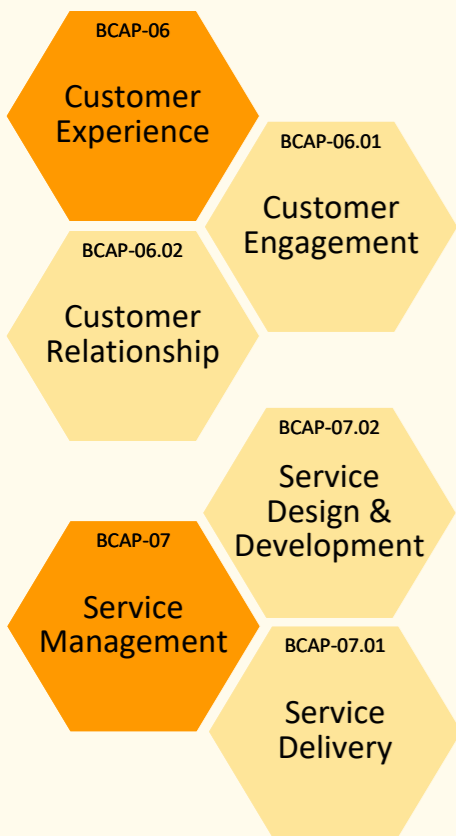 BCAP-06
Customer
Experience
BCAP-06.01
Customer
Engagement
BCAP-06.02
Customer
Relationship
BCAP-07.02
Service
Design &
Development
BCAP-07
Service
Management
BCAP-07.01
Service
Delivery